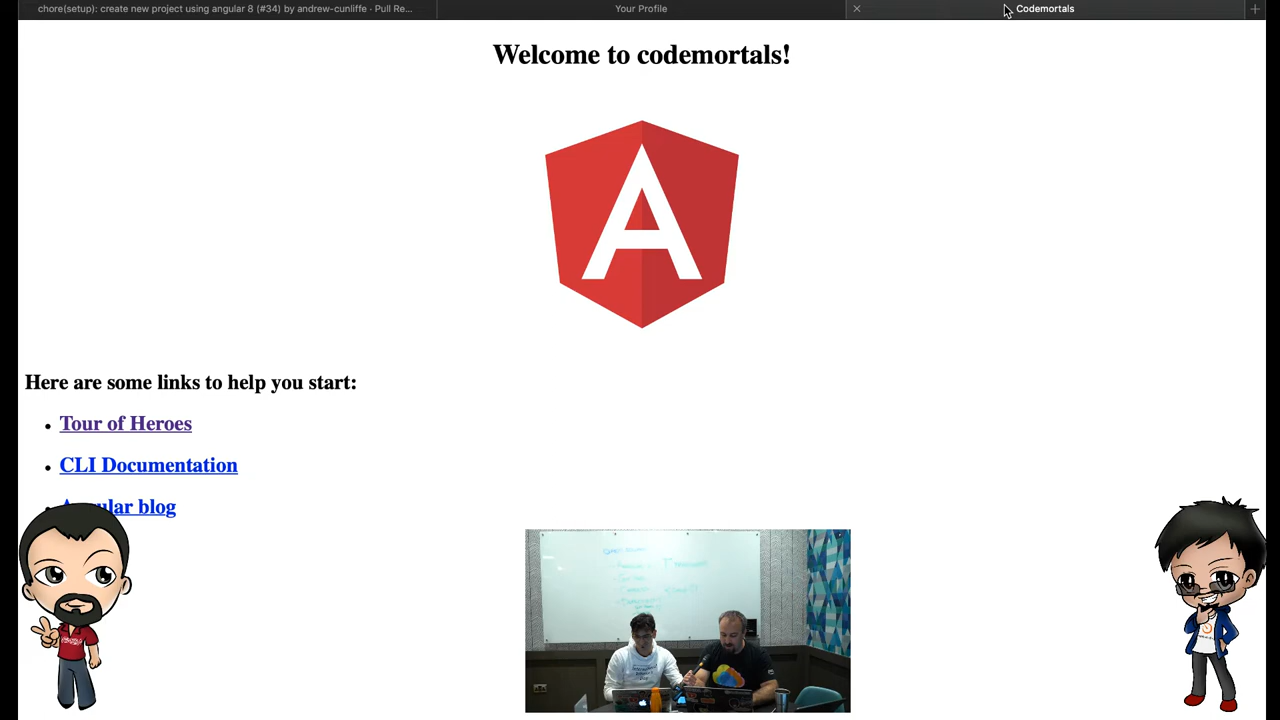 chore(setup): create new project using angular 8 (#34) by andrew-cunliffe · Pull Re...
Your Profile
Codemortals
Welcome to codemortals!
A
Here are some links to help you start:
Tour of Heroes
CLI Documentation
blog